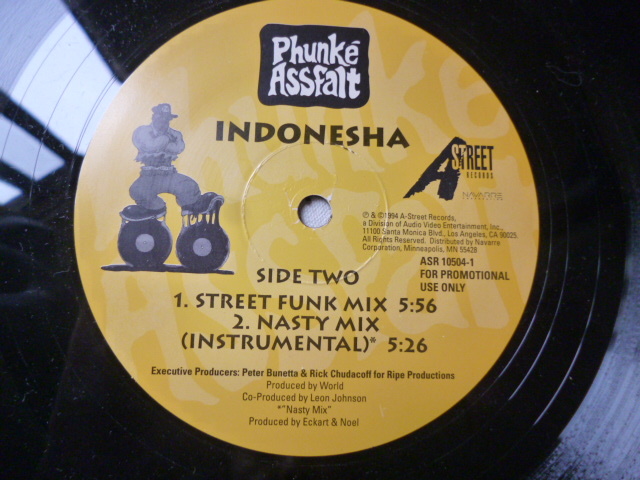 Phunké
Assfalt
INDONESHA
A STREET
RECORDS
NAVARRE
℗ & ©1994 A-Street Records,
a Division of Audio Video Entertainment, Inc.,
11100 Santa Monica Blvd., Los Angeles, CA 90025.
All Rights Reserved. Distributed by Navarre
Corporation, Minneapolis, MN 55428
ASR 10504-1
FOR PROMOTIONAL
USE ONLY
SIDE TWO
1. STREET FUNK MIX 5:56
2. NASTY MIX
(INSTRUMENTAL)* 5:26
Executive Producers: Peter Bunetta & Rick Chudacoff for Ripe Productions
Produced by World
Co-Produced by Leon Johnson
*"Nasty Mix"
Produced by Eckart & Noel